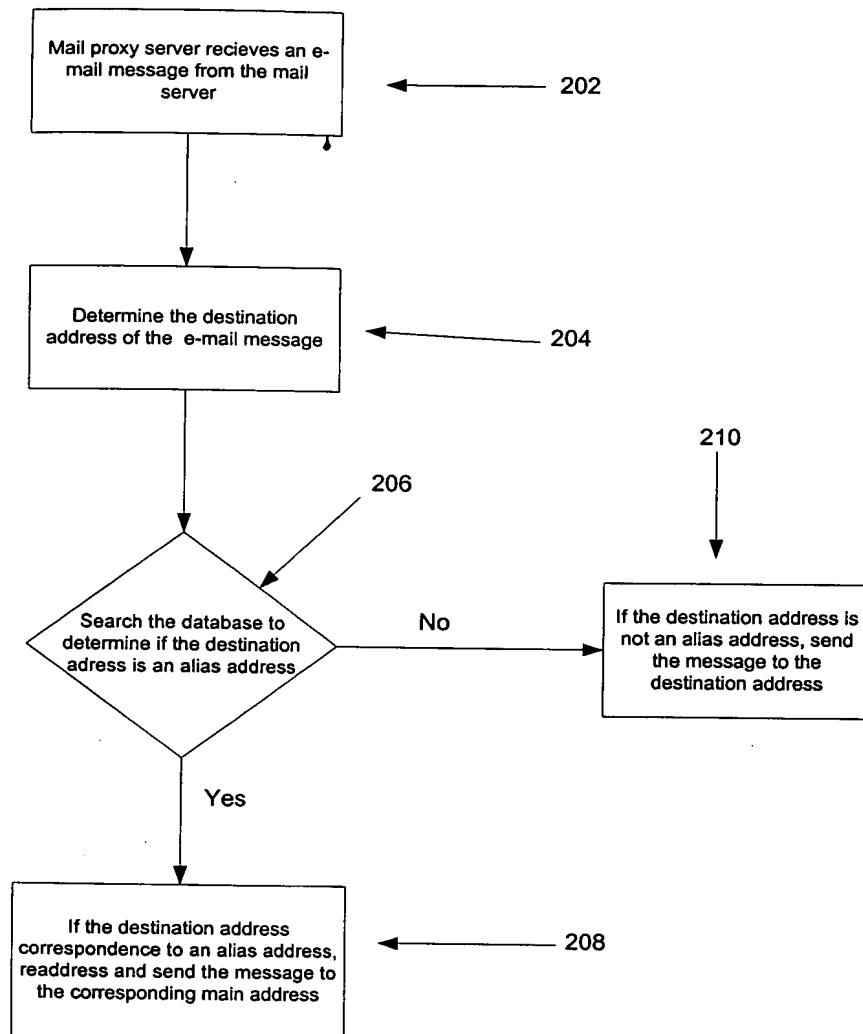 Mail proxy server recieves an e-
mail message from the mail
server
202
Determine the destination
address of the e-mail message
204
210
206
Search the database to
determine if the destination
adress is an alias address
No
If the destination address is
not an alias address, send
the message to the
destination address
Yes
If the destination address
correspondence to an alias address,
readdress and send the message to
the corresponding main address
208